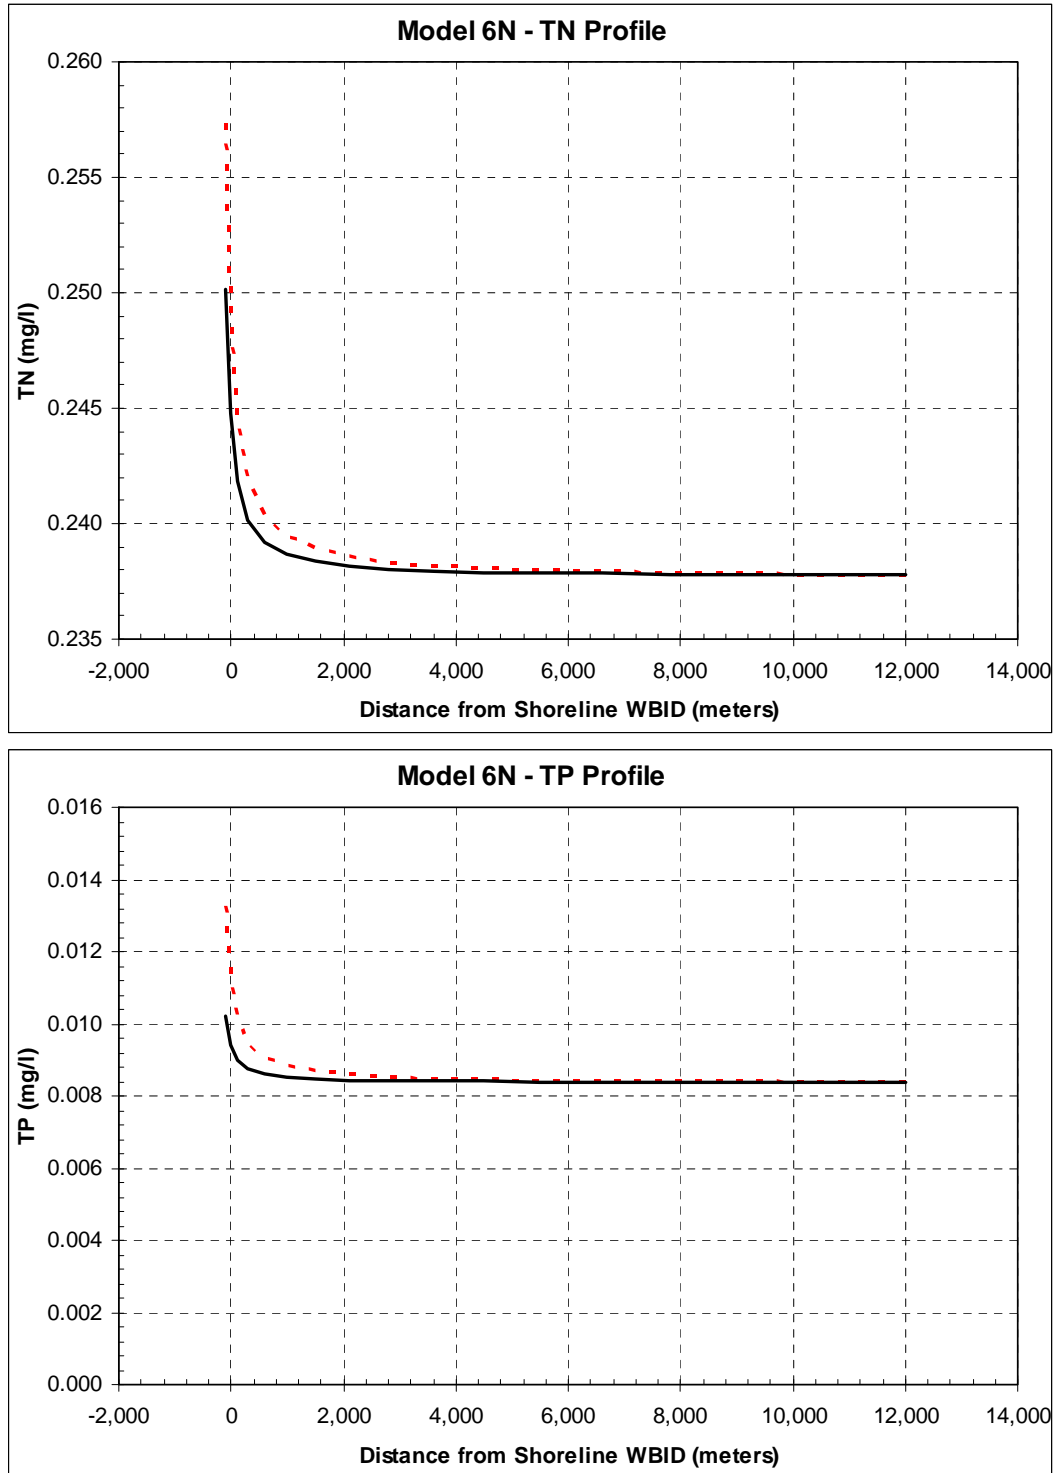 Model 6N - TN Profile
0.260
0.255
0.250
0.245
0.240
0.235
TN (mg/l)
-2,000 0 2,000 4,000 6,000 8,000 10,000 12,000 14,000
Distance from Shoreline WBID (meters)
Model 6N - TP Profile
0.016
0.014
0.012
0.010
0.008
0.006
0.004
0.002
0.000
TP (mg/l)
-2,000 0 2,000 4,000 6,000 8,000 10,000 12,000 14,000
Distance from Shoreline WBID (meters)